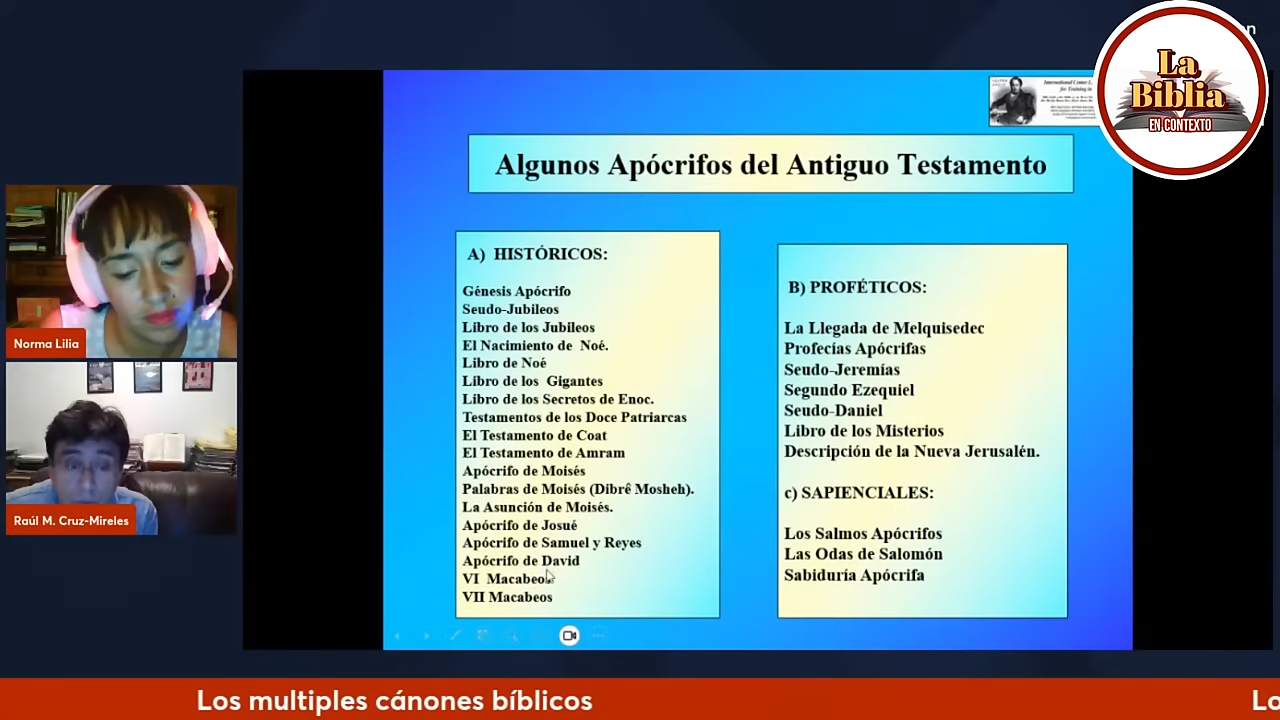 La
Biblia
EN CONTEXTO
International Center
for Training in
Algunos Apócrifos del Antiguo Testamento
A) HISTÓRICOS:
Génesis Apócrifo
Seudo-Jubileos
Libro de los Jubileos
El Nacimiento de Noé.
Libro de Noé
Libro de los Gigantes
Libro de los Secretos de Enoc.
Testamentos de los Doce Patriarcas
El Testamento de Coat
El Testamento de Amram
Apócrifo de Moisés
Palabras de Moisés (Dibrê Mosheh).
La Asunción de Moisés.
Apócrifo de Josué
Apócrifo de Samuel y Reyes
Apócrifo de David
VI Macabeos
VII Macabeos
B) PROFÉTICOS:
La Llegada de Melquisedec
Profecías Apócrifas
Seudo-Jeremías
Segundo Ezequiel
Seudo-Daniel
Libro de los Misterios
Descripción de la Nueva Jerusalén.
c) SAPIENCIALES:
Los Salmos Apócrifos
Las Odas de Salomón
Sabiduría Apócrifa
Norma Lilia
Raúl M. Cruz-Mireles
Los multiples cánones bíblicos
Lo